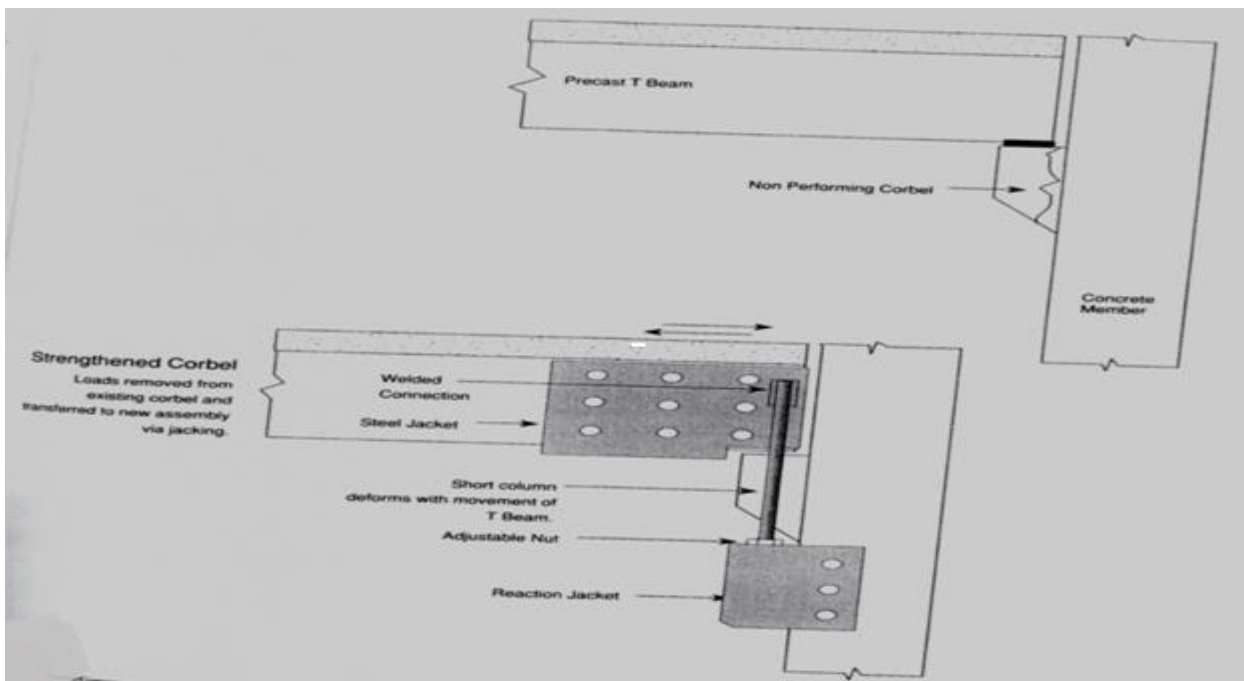 Precast T Beam
Non Performing Corbel
Concrete
Member
Strengthened Corbel
Loads removed from
existing corbel and
transferred to new assembly
via jacking.
Welded
Connection
Steel Jacket
Short column
deforms with movement of
T Beam.
Adjustable Nut
Reaction Jacket